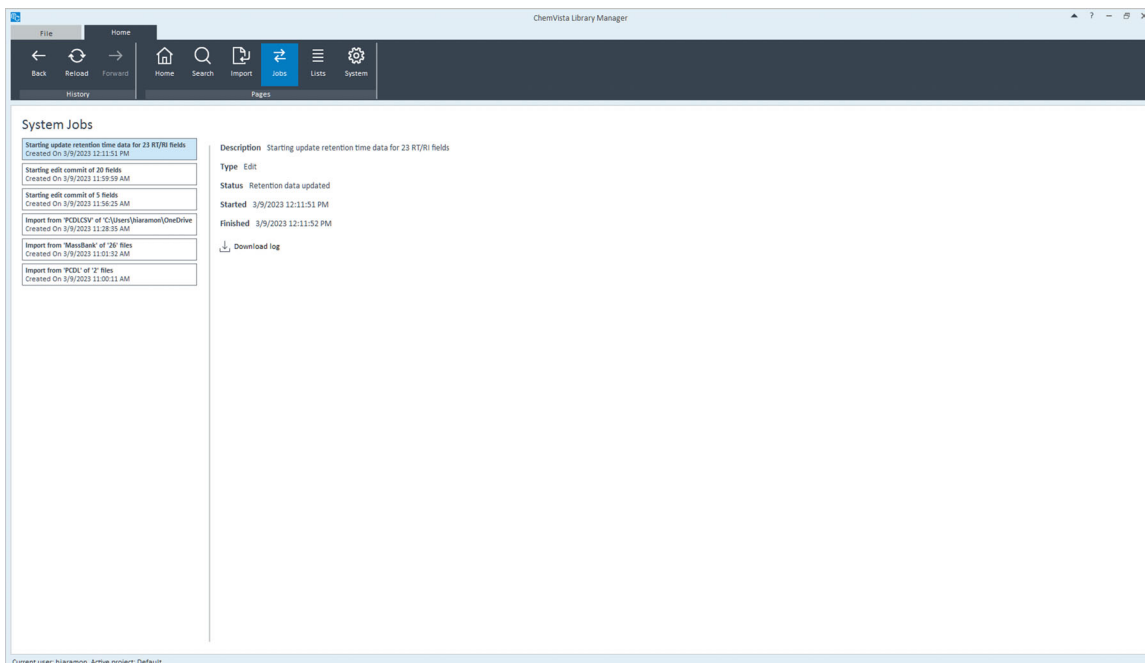 ChemVista Library Manager
File
Home
Back
Reload
Forward
Home
Search
Import
Jobs
Lists
System
History
Pages
System Jobs
Starting update retention time data for 23 RT/RI fields
Created On 3/9/2023 12:11:51 PM
Starting edit commit of 20 fields
Created On 3/9/2023 11:59:59 AM
Starting edit commit of 5 fields
Created On 3/9/2023 11:56:25 AM
Import from 'PCDLCSV' of 'C:\Users\hiaramon\OneDrive
Created On 3/9/2023 11:28:35 AM
Import from 'MassBank' of '26' files
Created On 3/9/2023 11:01:32 AM
Import from 'PCDL' of '2' files
Created On 3/9/2023 11:00:11 AM
Description Starting update retention time data for 23 RT/RI fields
Type Edit
Status Retention data updated
Started 3/9/2023 12:11:51 PM
Finished 3/9/2023 12:11:52 PM
Download log
Current user: hiaramon Active project: Default